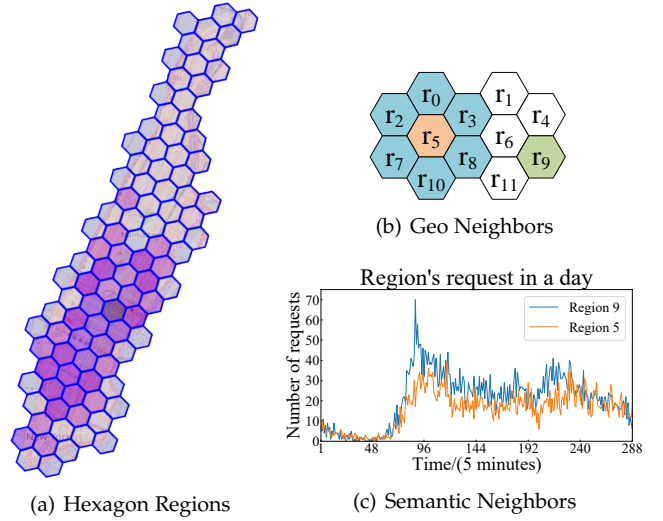 r₀ r₁
r₂ r₃ r₄
r₅ r₆
r₇ r₈ r₉
r₁₀ r₁₁
(b) Geo Neighbors
Region's request in a day
Number of requests
70
60
50
40
30
20
10
0
Region 9
Region 5
1 48 96 144 192 240 288
Time/(5 minutes)
(a) Hexagon Regions
(c) Semantic Neighbors